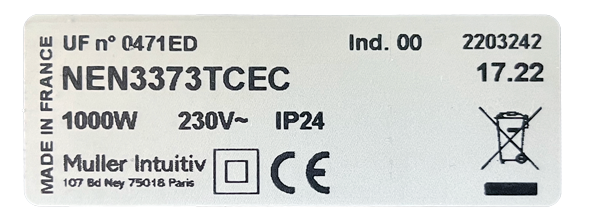 MADE IN FRANCE
UF n° 0471ED Ind. 00 2203242
NEN3373TCEC 17.22
1000W 230V~ IP24
Muller Intuitiv CE
107 Bd Ney 75018 Paris